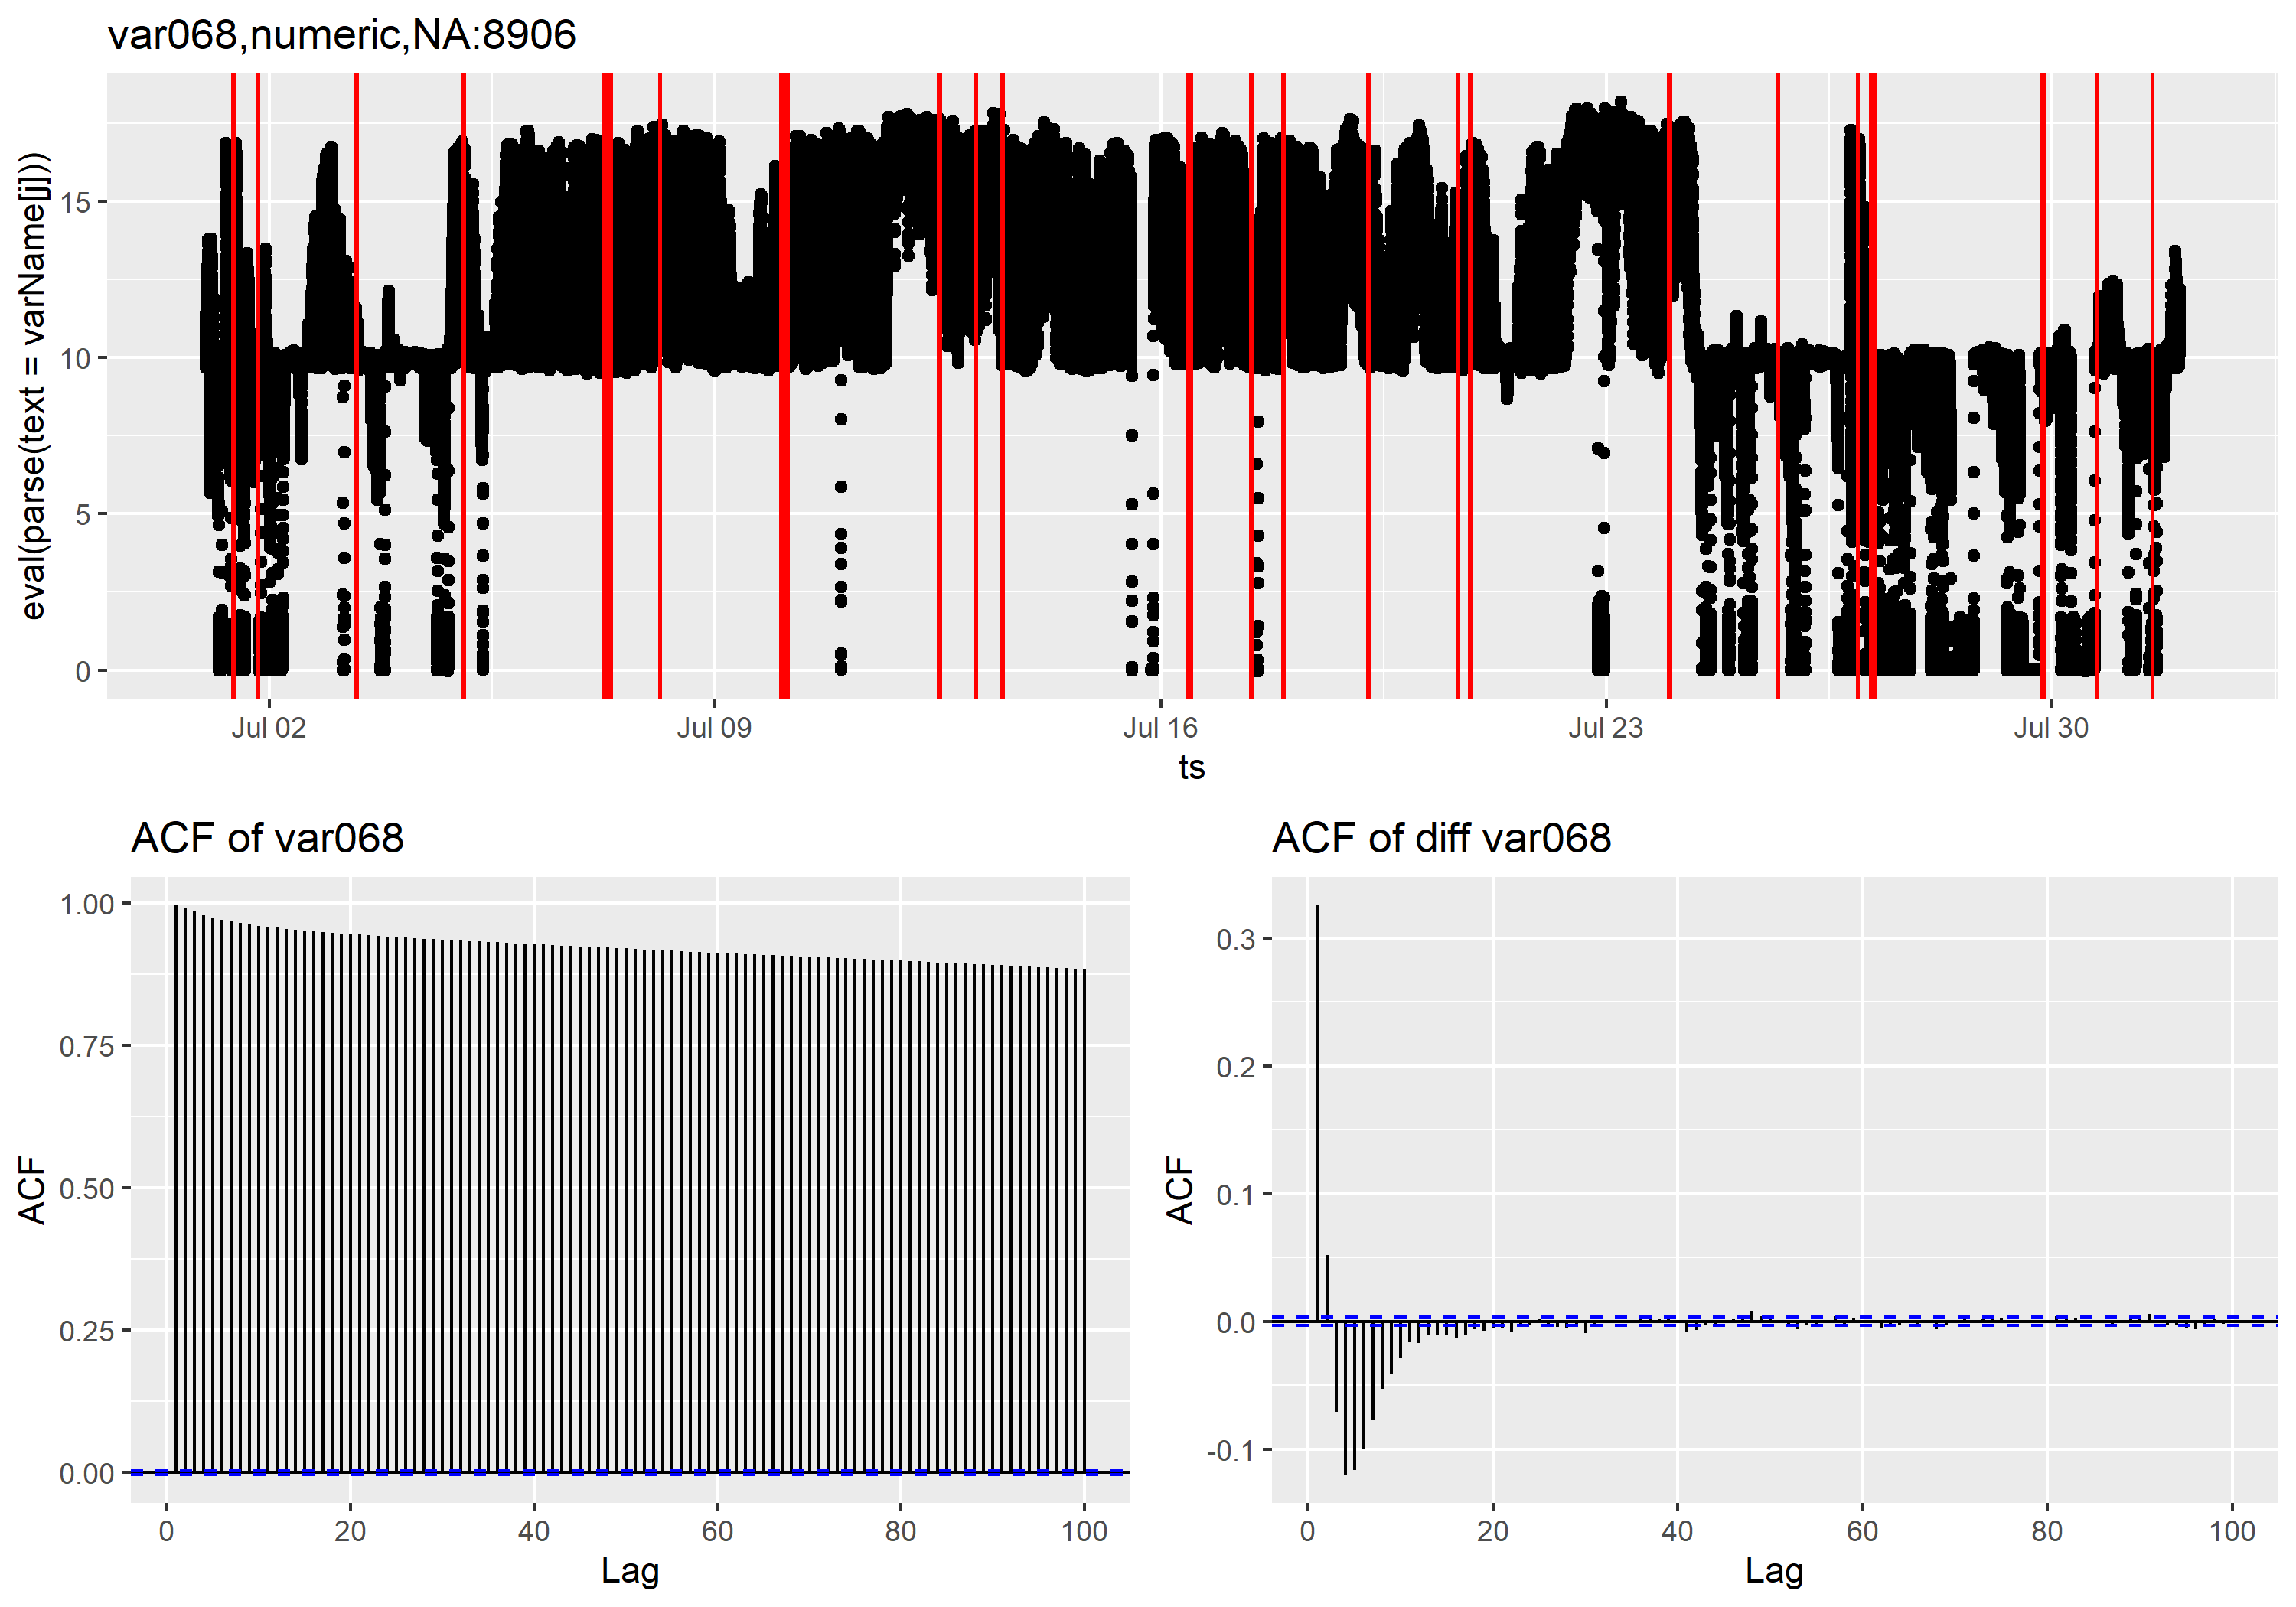 var068,numeric,NA:8906
eval(parse(text = varName[j]))
15
10
5
0
Jul 02
Jul 09
Jul 16
Jul 23
Jul 30
ts
ACF of var068
ACF
1.00
0.75
0.50
0.25
0.00
0
20
40
60
80
100
Lag
ACF of diff var068
ACF
0.3
0.2
0.1
0.0
-0.1
0
20
40
60
80
100
Lag